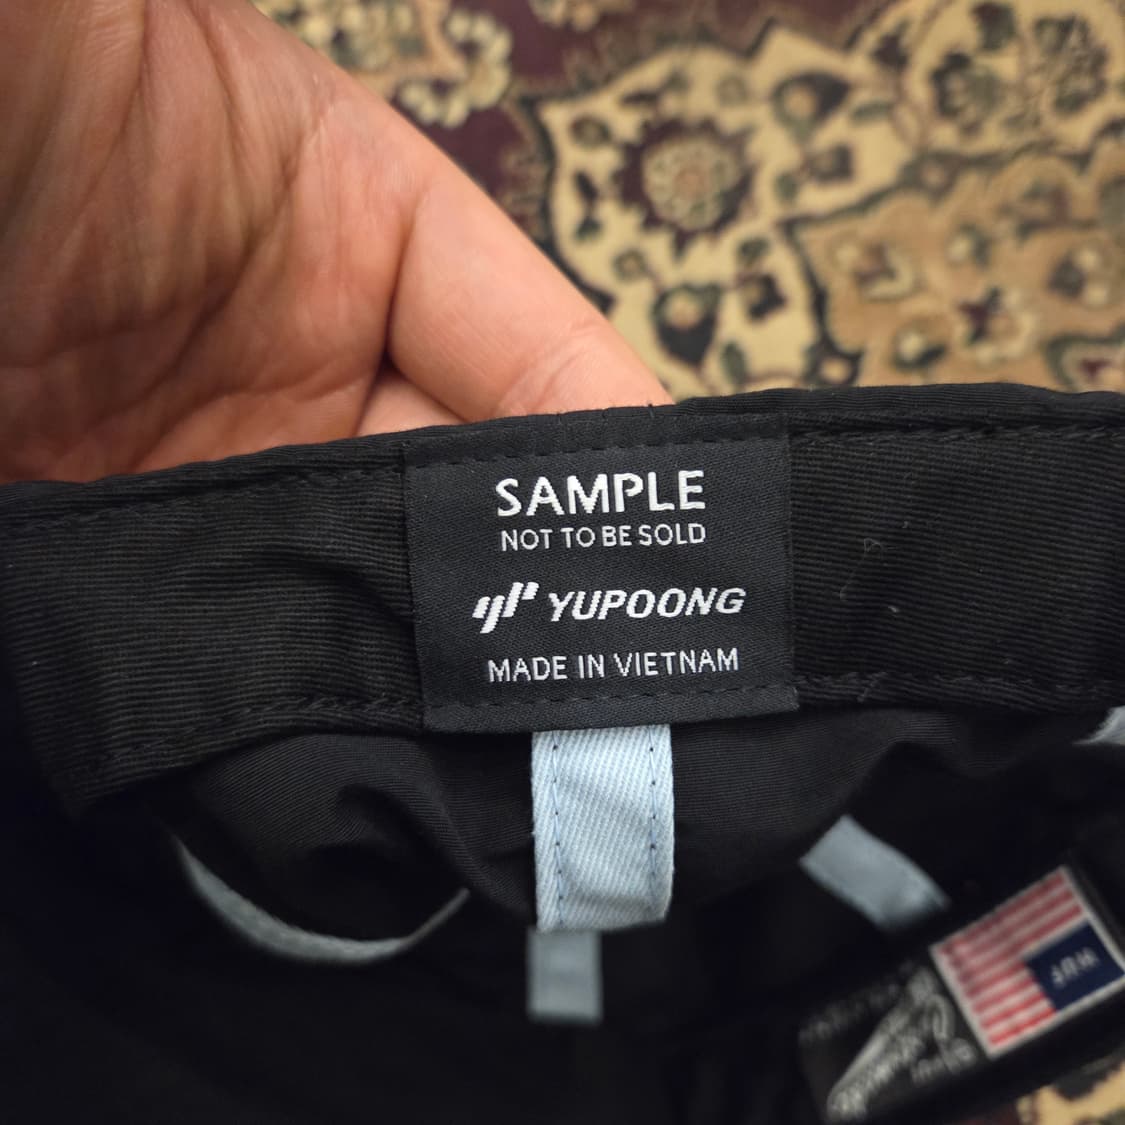 SAMPLE
NOT TO BE SOLD
YUPOONG
MADE IN VIETNAM